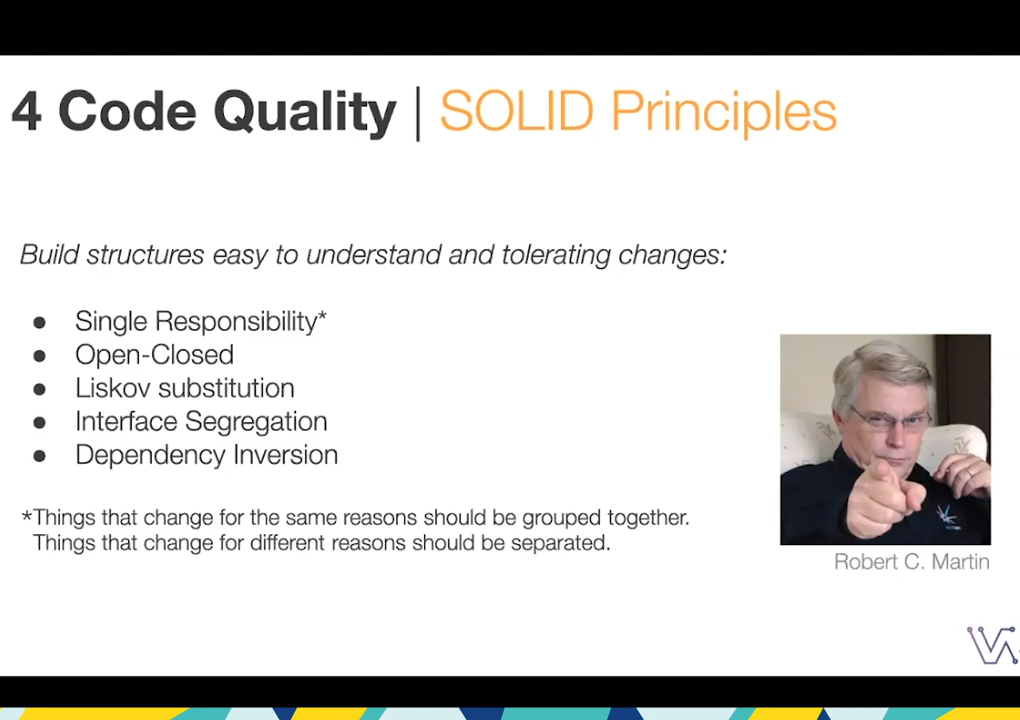 4 Code Quality | SOLID Principles
Build structures easy to understand and tolerating changes:
● Single Responsibility*
● Open-Closed
● Liskov substitution
● Interface Segregation
● Dependency Inversion
*Things that change for the same reasons should be grouped together.
Things that change for different reasons should be separated.
Robert C. Martin